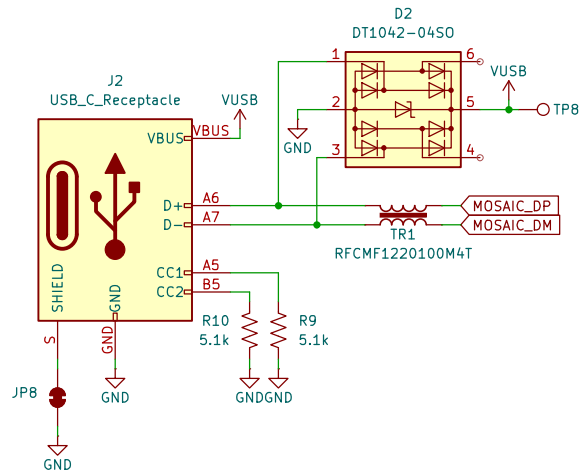 D2
DT1042-04SO
J2
USB_C_Receptacle
1
6
VUSB
VUSB
VBUS
VBUS
2
5
TP8
GND
3
4
D+
A6
MOSAIC_DP
D-
A7
MOSAIC_DM
TR1
RFCMF1220100M4T
CC1
A5
CC2
B5
SHIELD
GND
R10
5.1k
R9
5.1k
S
GND
JP8
GND
GND
GND
GND